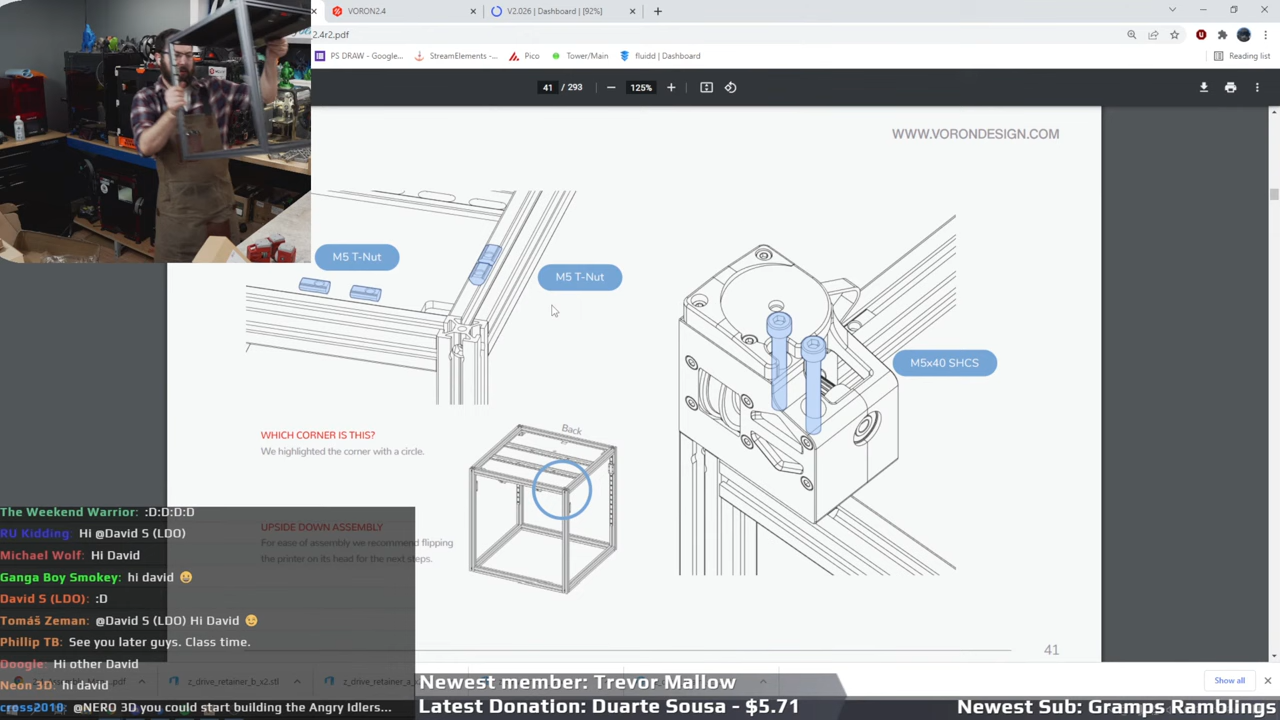 VORON2.4
V2.026 | Dashboard | [92%]
2.4r2.pdf
PS DRAW - Google...
StreamElements -...
Pico
Tower/Main
fluidd | Dashboard
Reading list
41 / 293
125%
WWW.VORONDESIGN.COM
M5 T-Nut
M5 T-Nut
M5x40 SHCS
WHICH CORNER IS THIS?
We highlighted the corner with a circle.
Back
UPSIDE DOWN ASSEMBLY
For ease of assembly we recommend flipping
the printer on its head for the next steps.
41
The Weekend Warrior: :D:D:D:D
RU Kidding: Hi @David S (LDO)
Michael Wolf: Hi David
Ganga Boy Smokey: hi david
David S (LDO): :D
Tomáš Zeman: @David S (LDO) Hi David
Phillip TB: See you later guys. Class time.
Doogle: Hi other David
Neon 3D: hi david
cross2010: @NERO 3D you could start building the Angry Idlers...
z_drive_retainer_b_x2.stl
z_drive_retainer_a_x
Show all
Newest member: Trevor Mallow
Latest Donation: Duarte Sousa - $5.71
Newest Sub: Gramps Ramblings